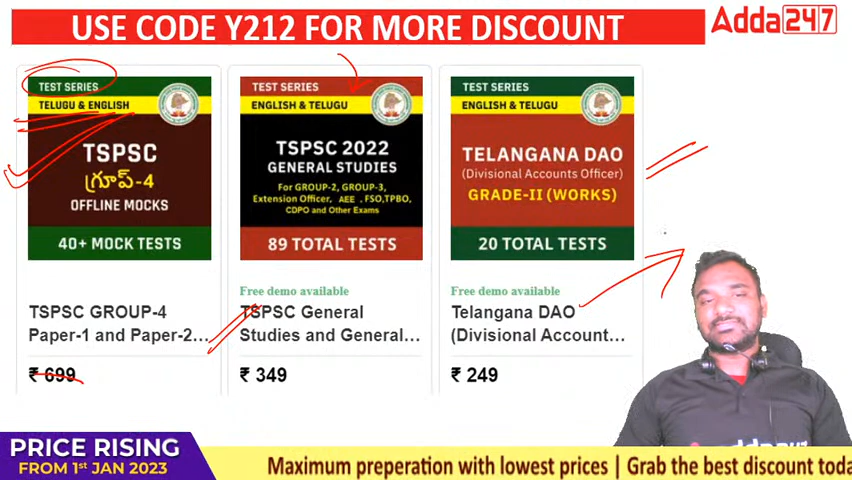 USE CODE Y212 FOR MORE DISCOUNT
Adda247
TEST SERIES
TELUGU & ENGLISH
TSPSC
గ్రూప్-4
OFFLINE MOCKS
40+ MOCK TESTS
TSPSC GROUP-4
Paper-1 and Paper-2...
₹ 699
TEST SERIES
ENGLISH & TELUGU
TSPSC 2022
GENERAL STUDIES
For GROUP-2, GROUP-3,
Extension Officer, AEE , FSO,TPBO,
CDPO and Other Exams
89 TOTAL TESTS
Free demo available
TSPSC General
Studies and General...
₹ 349
TEST SERIES
ENGLISH & TELUGU
TELANGANA DAO
(Divisional Accounts Officer)
GRADE-II (WORKS)
20 TOTAL TESTS
Free demo available
Telangana DAO
(Divisional Account...
₹ 249
PRICE RISING
FROM 1ST JAN 2023
Maximum preperation with lowest prices | Grab the best discount toda